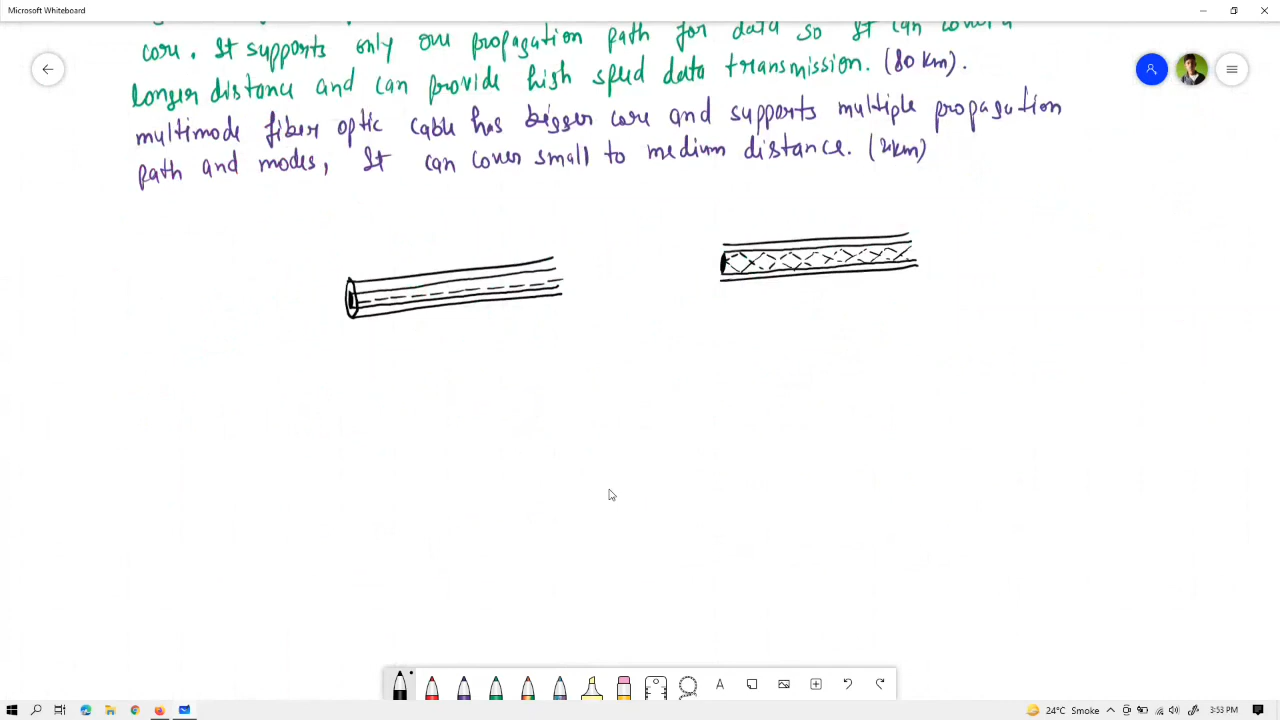 Microsoft Whiteboard
core. It supports only one propagation path for data so It can cover
longer distance and can provide high speed data transmission. (80 km).
multimode fiber optic cable has bigger core and supports multiple propagation
path and modes, It can cover small to medium distance. (2km)
A
24°C Smoke
3:53 PM